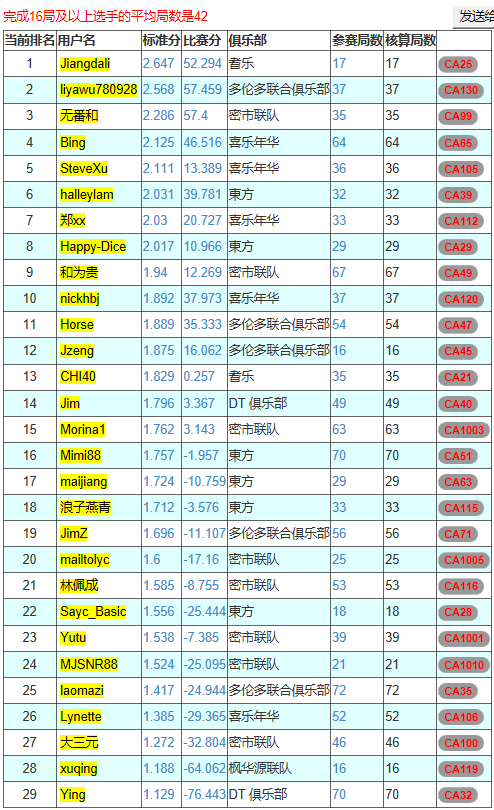 完成16局及以上选手的平均局数是42 发送给
当前排名 用户名 标准分 比赛分 俱乐部 参赛局数 核算局数
1 Jiangdali 2.647 52.294 耆乐 17 17 CA25
2 liyawu780928 2.568 57.459 多伦多联合俱乐部 37 37 CA130
3 无番和 2.286 57.4 密市联队 35 35 CA99
4 Bing 2.125 46.516 喜乐年华 64 64 CA65
5 SteveXu 2.111 13.389 喜乐年华 36 36 CA105
6 halleylam 2.031 39.781 東方 32 32 CA39
7 郑xx 2.03 20.727 喜乐年华 33 33 CA112
8 Happy-Dice 2.017 10.966 東方 29 29 CA29
9 和为贵 1.94 12.269 密市联队 67 67 CA49
10 nickhbj 1.892 37.973 喜乐年华 37 37 CA120
11 Horse 1.889 35.333 多伦多联合俱乐部 54 54 CA47
12 Jzeng 1.875 16.062 多伦多联合俱乐部 16 16 CA45
13 CHI40 1.829 0.257 耆乐 35 35 CA21
14 Jim 1.796 3.367 DT 俱乐部 49 49 CA40
15 Morina1 1.762 3.143 密市联队 63 63 CA1003
16 Mimi88 1.757 -1.957 東方 70 70 CA51
17 maijiang 1.724 -10.759 東方 29 29 CA63
18 浪子燕青 1.712 -3.576 東方 33 33 CA115
19 JimZ 1.696 -11.107 多伦多联合俱乐部 56 56 CA71
20 mailtolyc 1.6 -17.16 密市联队 25 25 CA1005
21 林佩成 1.585 -8.755 密市联队 53 53 CA116
22 Sayc_Basic 1.556 -25.444 東方 18 18 CA28
23 Yutu 1.538 -7.385 密市联队 39 39 CA1001
24 MJSNR88 1.524 -25.095 密市联队 21 21 CA1010
25 laomazi 1.417 -24.944 多伦多联合俱乐部 72 72 CA35
26 Lynette 1.385 -29.365 喜乐年华 52 52 CA106
27 大三元 1.272 -32.804 密市联队 46 46 CA100
28 xuqing 1.188 -64.062 枫华源联队 16 16 CA119
29 Ying 1.129 -76.443 DT 俱乐部 70 70 CA32